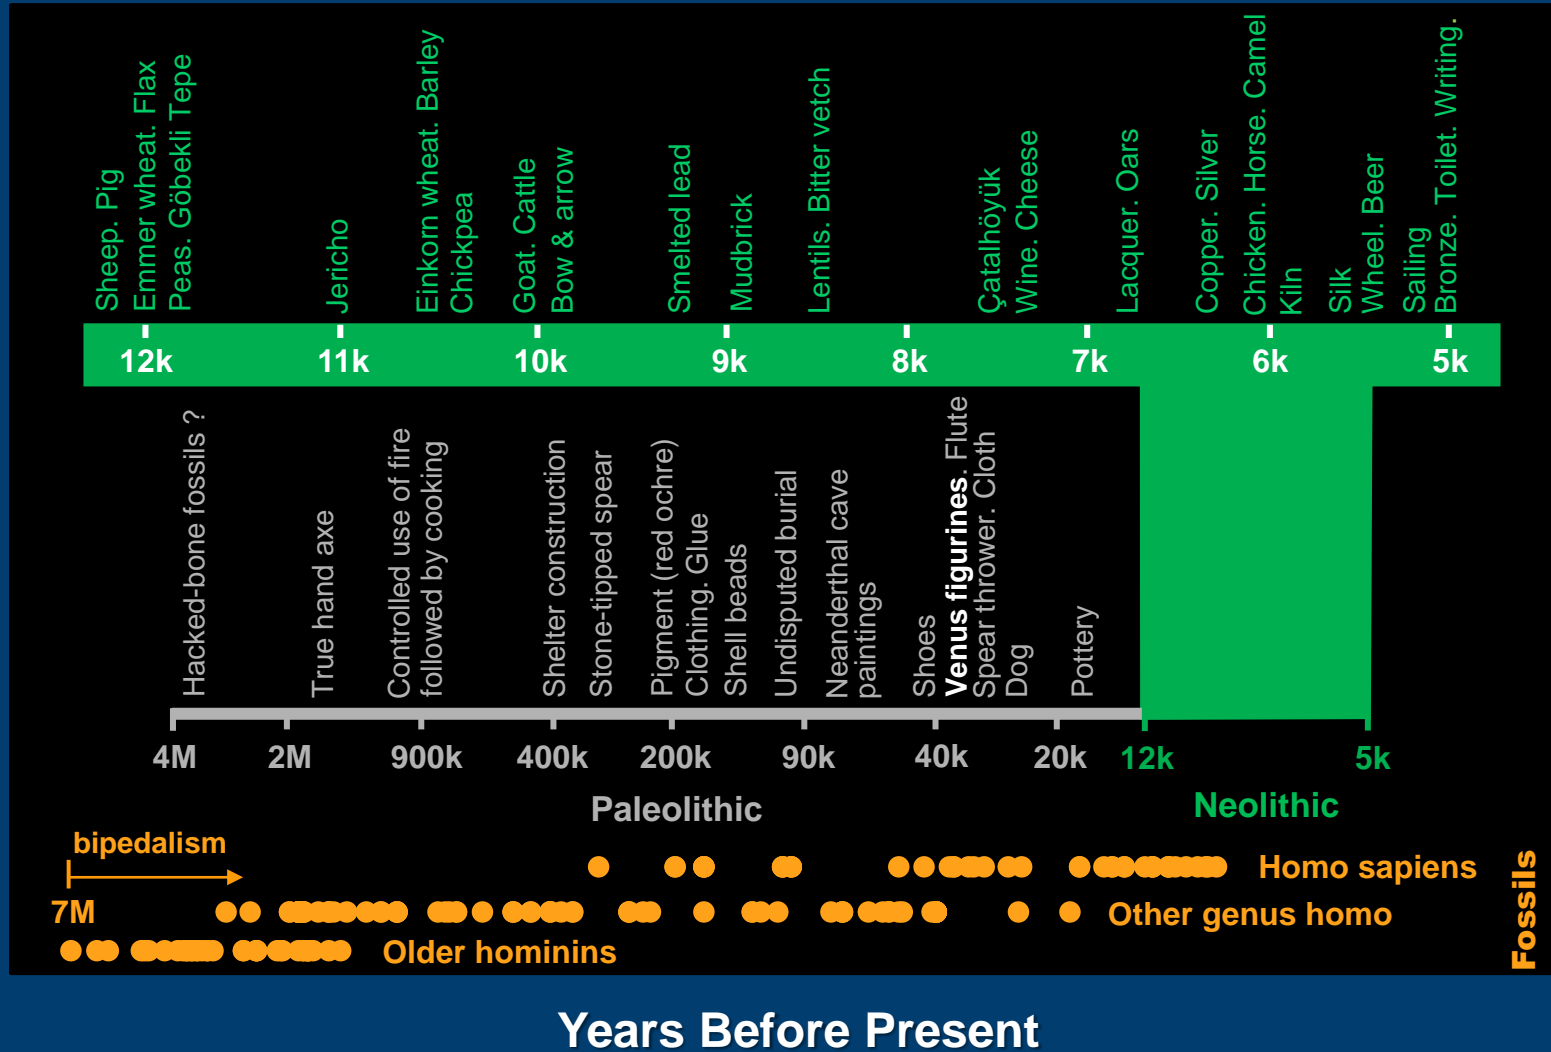 Sheep. Pig
Emmer wheat. Flax
Peas. Göbekli Tepe
Jericho
Einkorn wheat. Barley
Chickpea
Goat. Cattle
Bow & arrow
Smelted lead
Mudbrick
Lentils. Bitter vetch
Çatalhöyük
Wine. Cheese
Lacquer. Oars
Copper. Silver
Chicken. Horse. Camel
Kiln
Silk
Wheel. Beer
Sailing
Bronze. Toilet. Writing.
12k 11k 10k 9k 8k 7k 6k 5k
Hacked-bone fossils ?
True hand axe
Controlled use of fire
followed by cooking
Shelter construction
Stone-tipped spear
Pigment (red ochre)
Clothing. Glue
Shell beads
Undisputed burial
Neanderthal cave
paintings
Shoes
Venus figurines. Flute
Spear thrower. Cloth
Dog
Pottery
4M 2M 900k 400k 200k 90k 40k 20k 12k 5k
Paleolithic
Neolithic
bipedalism
7M
Homo sapiens
Other genus homo
Older hominins
Fossils
Years Before Present